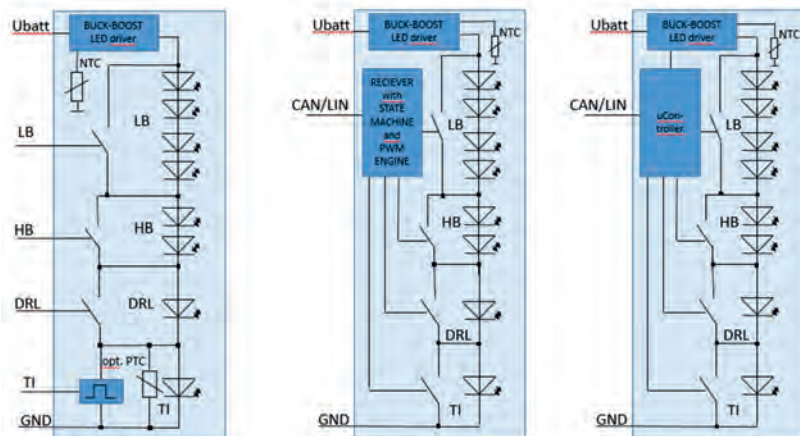 Ubatt
BUCK-BOOST
LED driver
NTC
LB
LB
HB
HB
DRL
DRL
opt. PTC
TI
TI
GND
Ubatt
BUCK-BOOST
LED driver
NTC
CAN/LIN
RECIEVER
with
STATE
MACHINE
and
PWM
ENGINE
LB
HB
DRL
TI
GND
Ubatt
BUCK-BOOST
LED driver
NTC
CAN/LIN
uCon-
troller
LB
HB
DRL
TI
GND